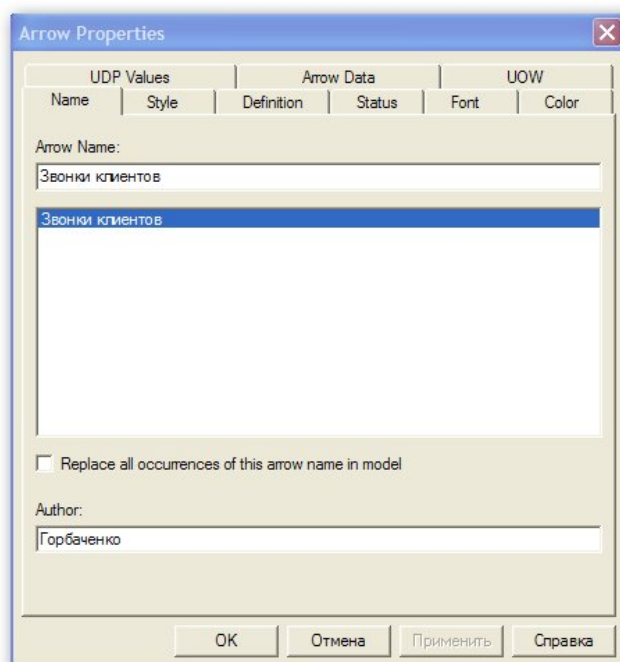 Arrow Properties
UDP Values Arrow Data UOW
Name Style Definition Status Font Color
Arrow Name:
Звонки клиентов
Звонки клиентов
Replace all occurrences of this arrow name in model
Author:
Горбаченко
OK Отмена Применить Справка